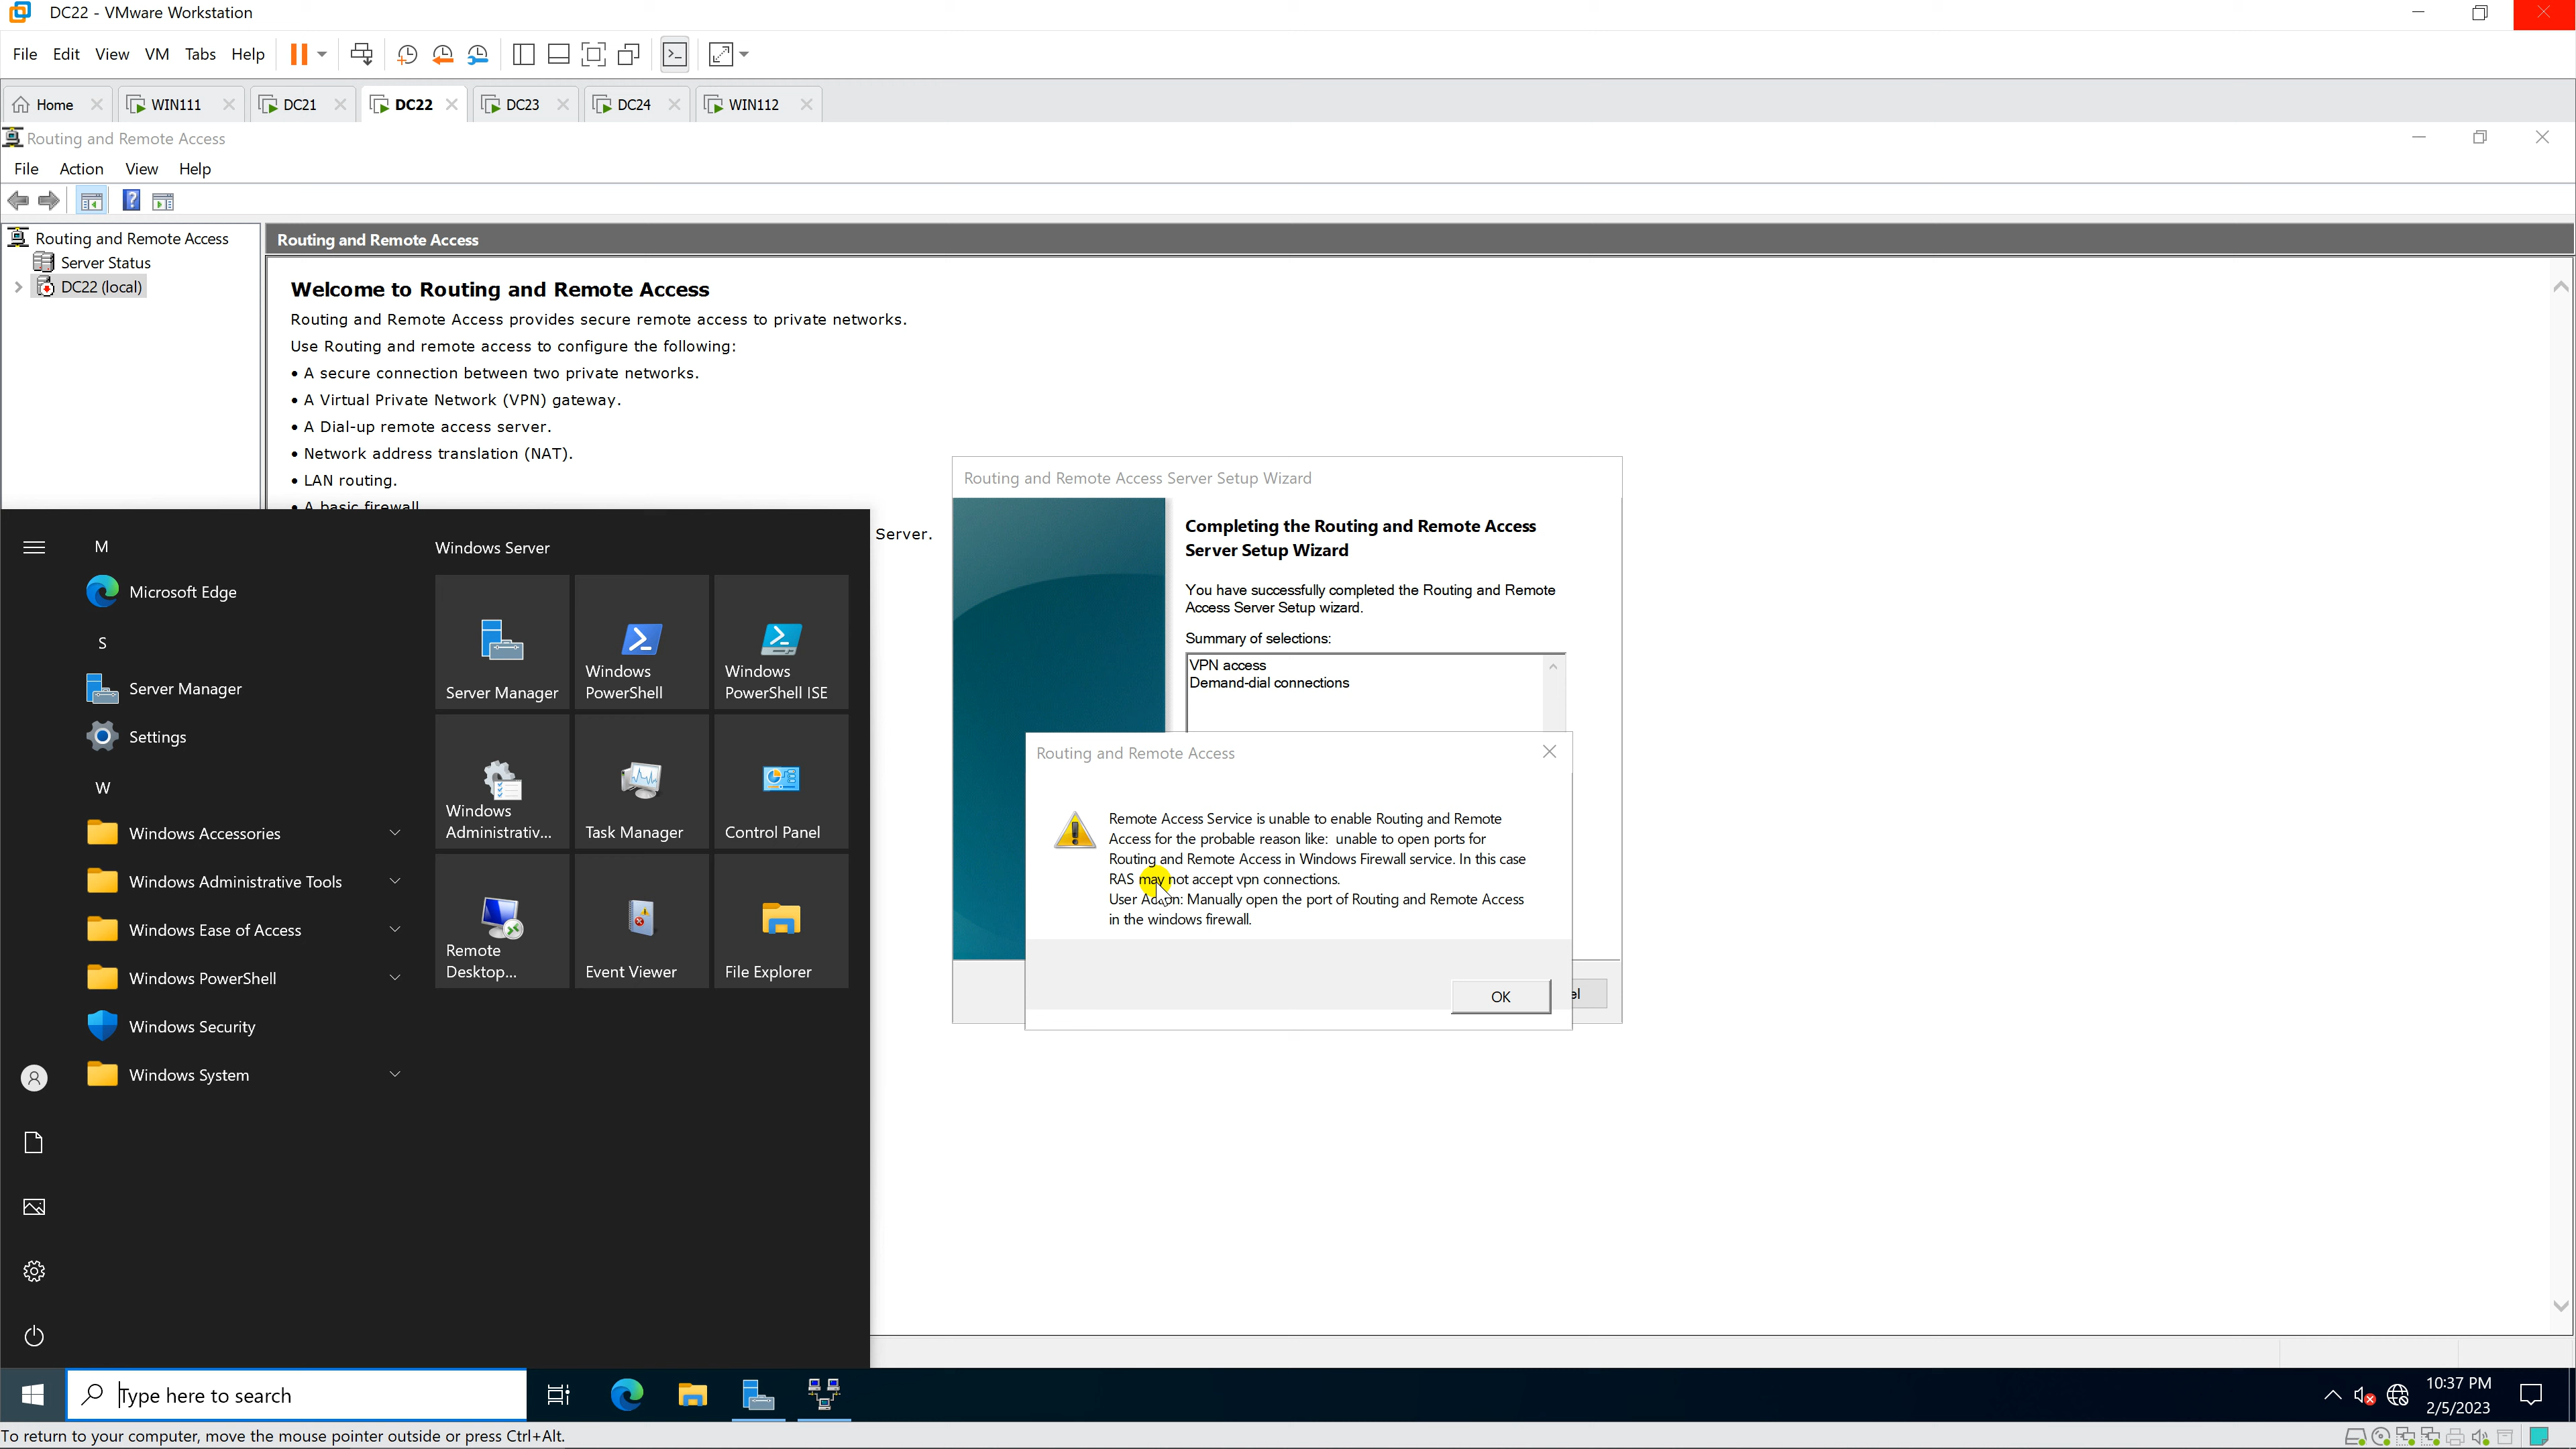 DC22 - VMware Workstation
File Edit View VM Tabs Help
Home WIN111 DC21 DC22 DC23 DC24 WIN112
Routing and Remote Access
File Action View Help
Routing and Remote Access
Server Status
DC22 (local)
Routing and Remote Access
Welcome to Routing and Remote Access
Routing and Remote Access provides secure remote access to private networks.
Use Routing and remote access to configure the following:
• A secure connection between two private networks.
• A Virtual Private Network (VPN) gateway.
• A Dial-up remote access server.
• Network address translation (NAT).
• LAN routing.
• A basic firewall
Server.
M
Microsoft Edge
S
Server Manager
Settings
W
Windows Accessories
Windows Administrative Tools
Windows Ease of Access
Windows PowerShell
Windows Security
Windows System
Windows Server
Server Manager
Windows
PowerShell
Windows
PowerShell ISE
Windows
Administrativ...
Task Manager
Control Panel
Remote
Desktop...
Event Viewer
File Explorer
Routing and Remote Access Server Setup Wizard
Completing the Routing and Remote Access
Server Setup Wizard
You have successfully completed the Routing and Remote
Access Server Setup wizard.
Summary of selections:
VPN access
Demand-dial connections
Routing and Remote Access
Remote Access Service is unable to enable Routing and Remote
Access for the probable reason like: unable to open ports for
Routing and Remote Access in Windows Firewall service. In this case
RAS may not accept vpn connections.
User Action: Manually open the port of Routing and Remote Access
in the windows firewall.
OK
el
Type here to search
10:37 PM
2/5/2023
To return to your computer, move the mouse pointer outside or press Ctrl+Alt.